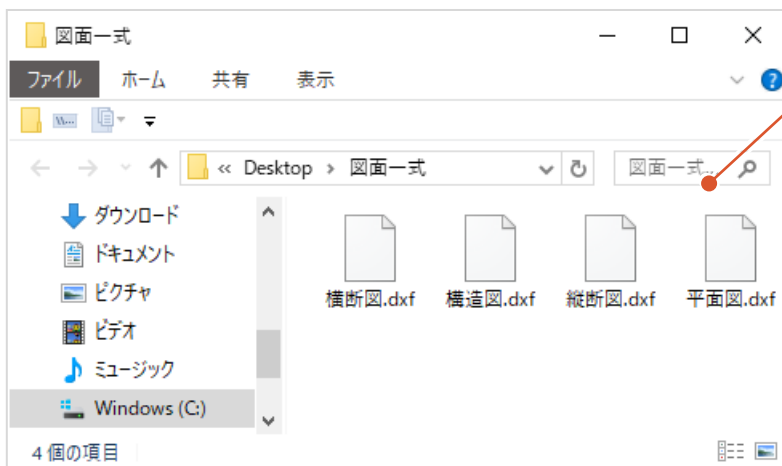 図面一式
ファイル ホーム 共有 表示
« Desktop › 図面一式
図面一式...
ダウンロード
ドキュメント
ピクチャ
ビデオ
ミュージック
Windows (C:)
横断図.dxf 構造図.dxf 縦断図.dxf 平面図.dxf
4 個の項目